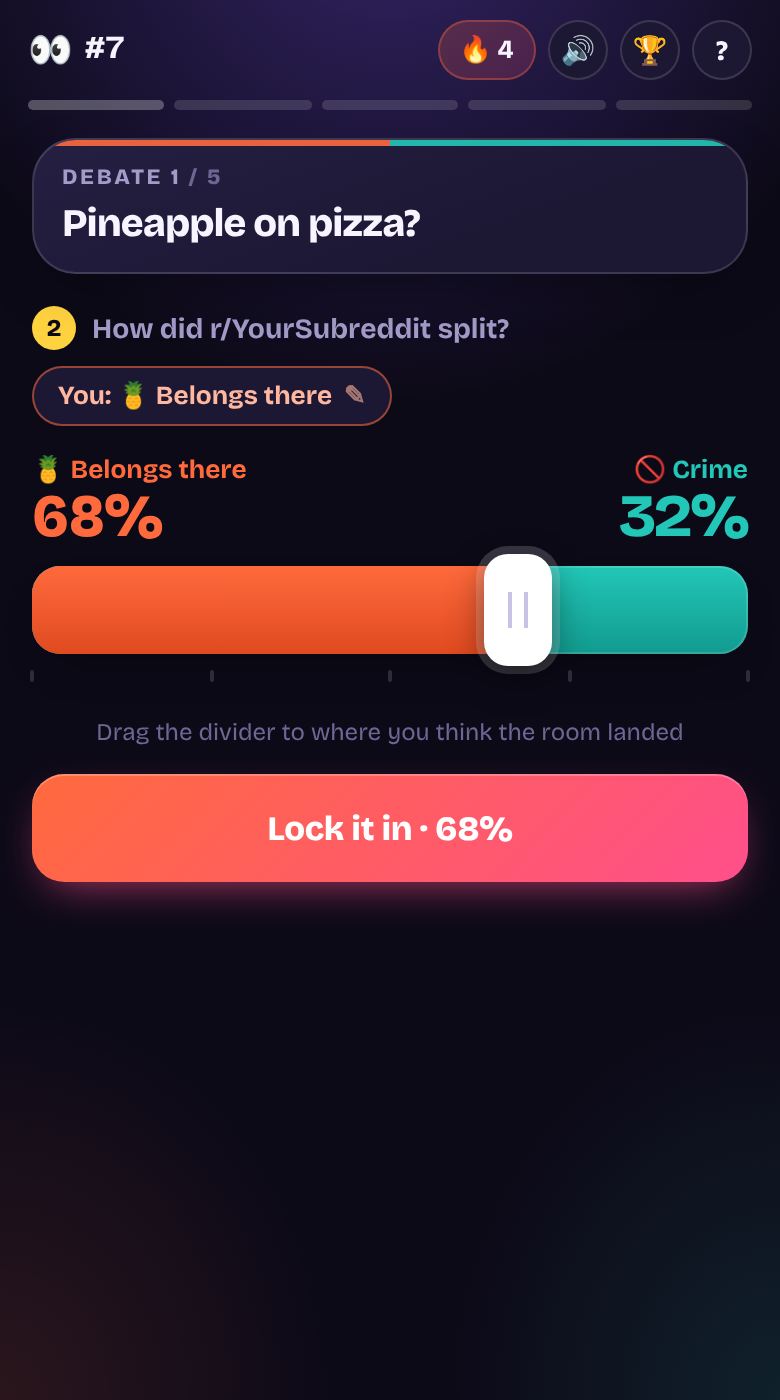 👀 #7
🔥 4 🔊 🏆 ?
DEBATE 1 / 5
Pineapple on pizza?
2 How did r/YourSubreddit split?
You: 🍍 Belongs there ✎
🍍 Belongs there 🚫 Crime
68% 32%
Drag the divider to where you think the room landed
Lock it in · 68%